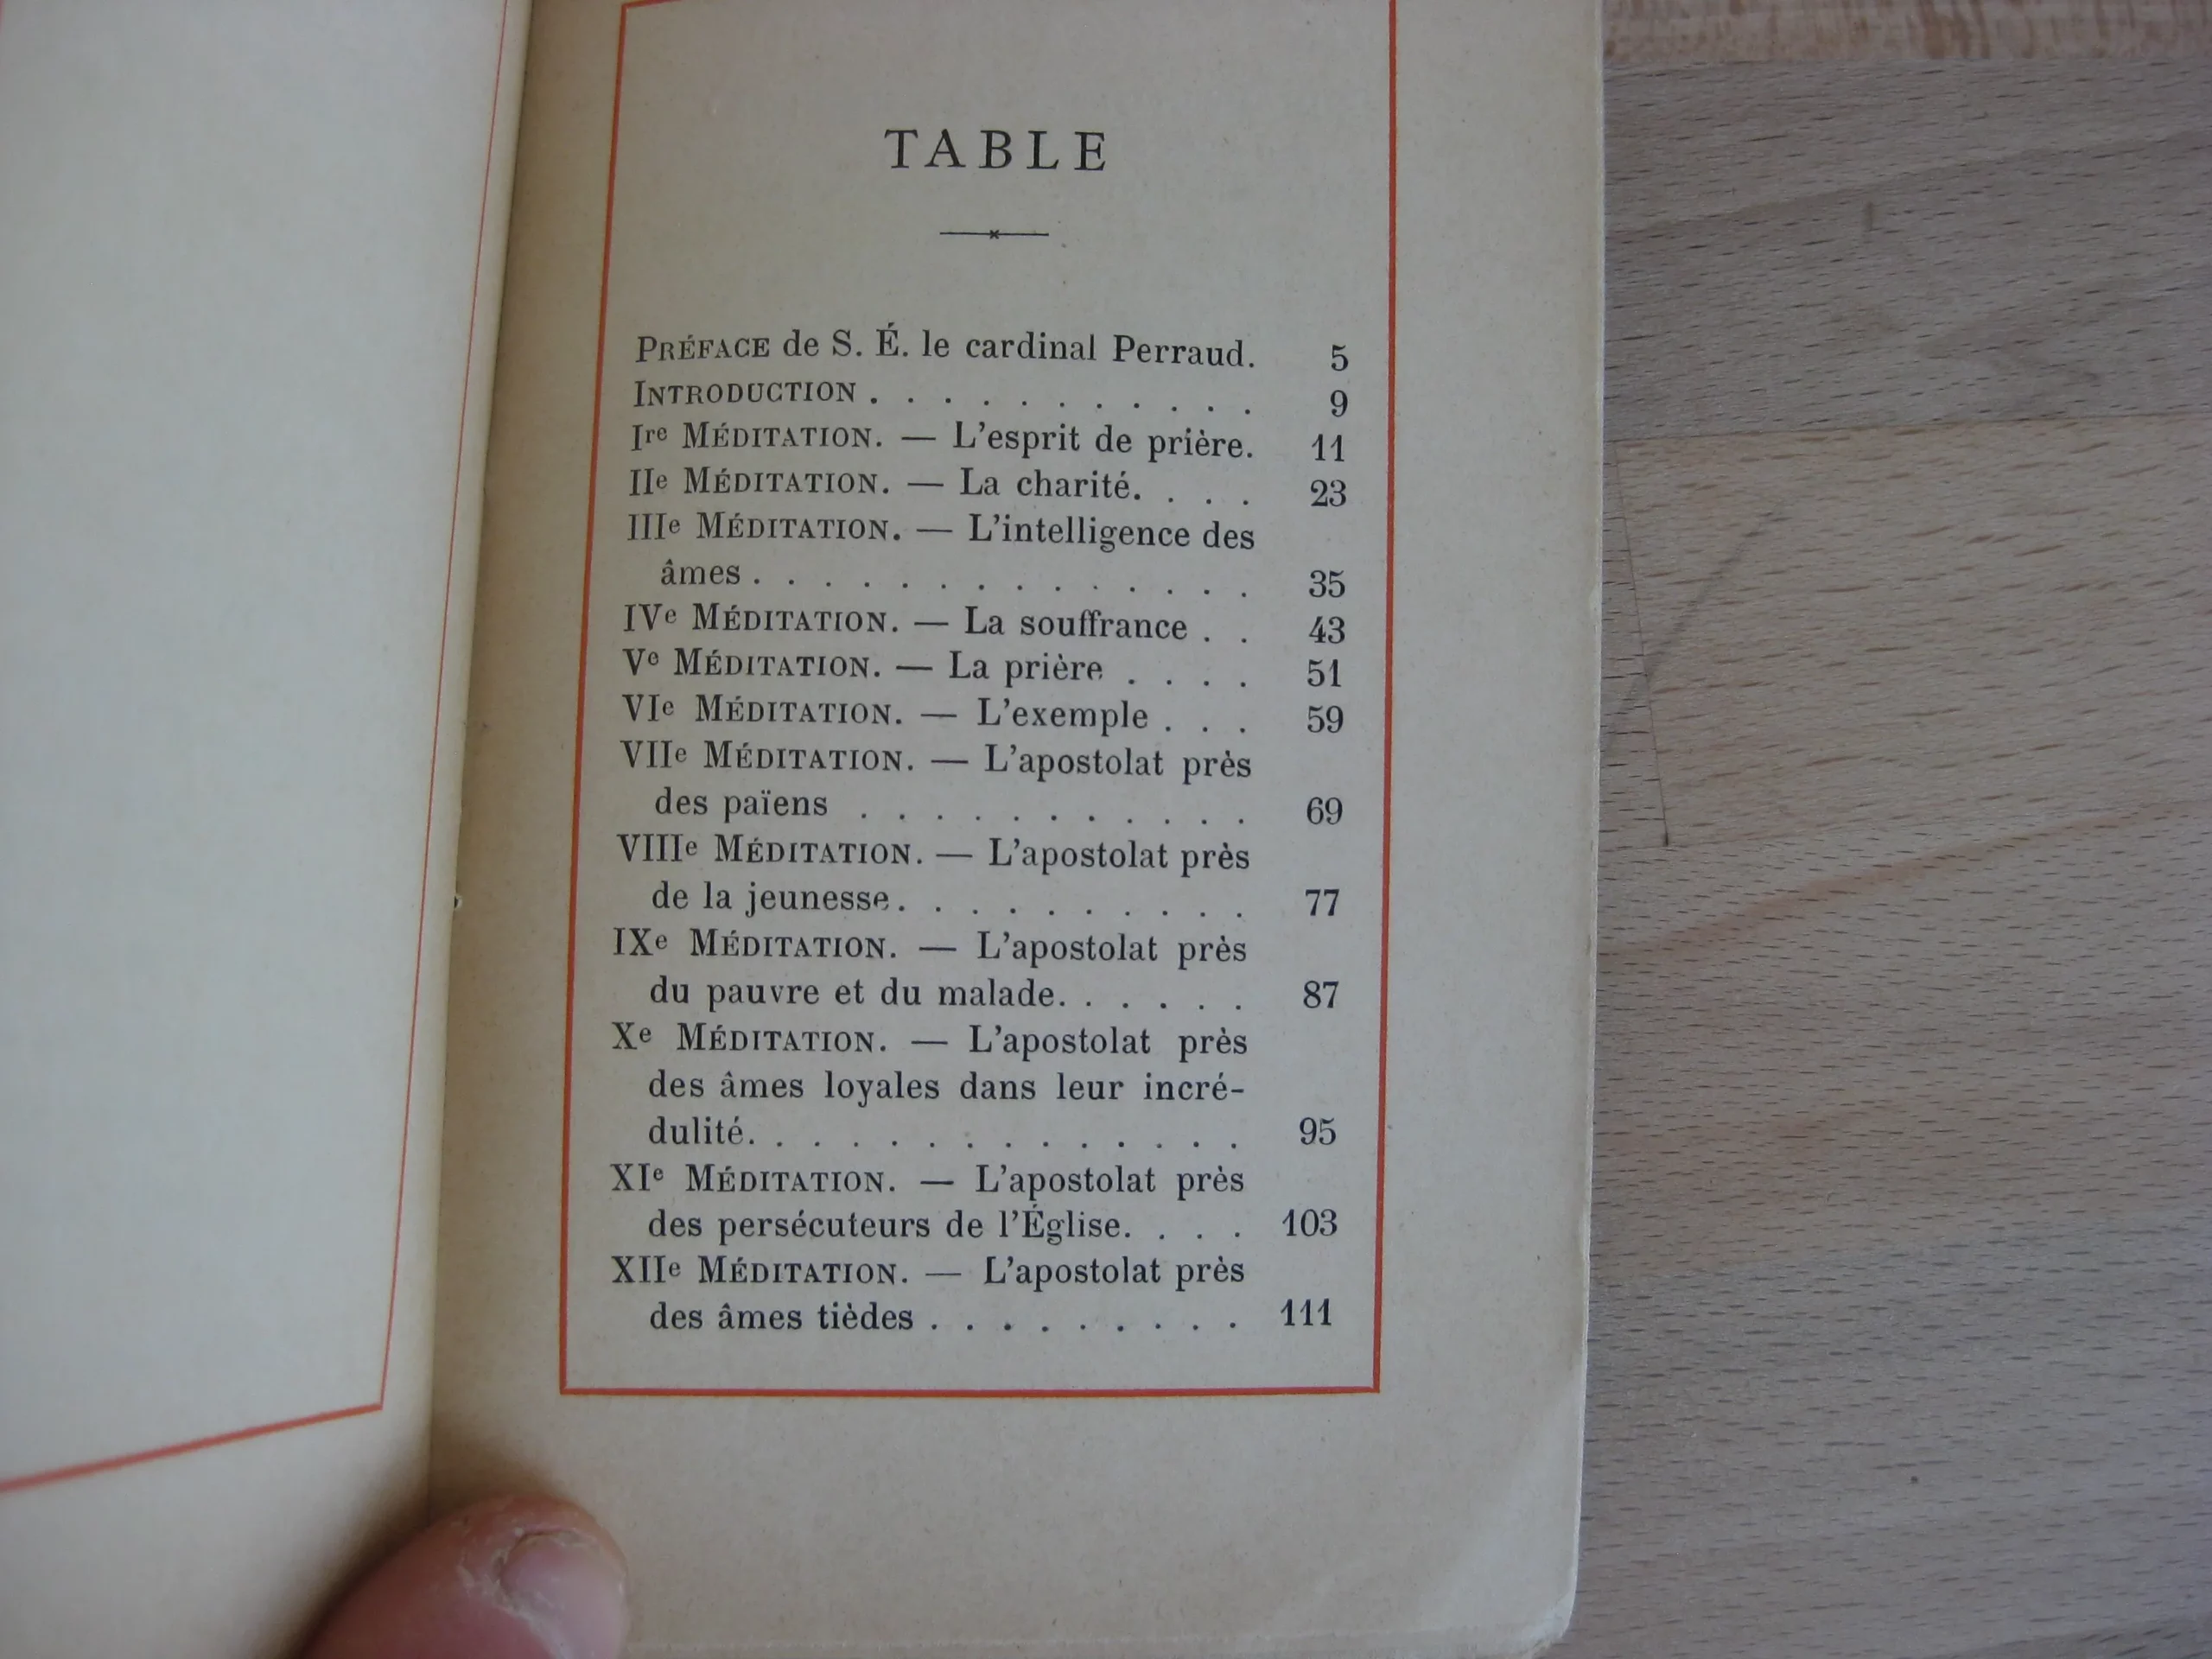 TABLE
PRÉFACE de S. É. le cardinal Perraud. 5
INTRODUCTION . . . . . . . . . . . 9
Ire MÉDITATION. — L'esprit de prière. 11
IIe MÉDITATION. — La charité. . . . 23
IIIe MÉDITATION. — L'intelligence des
âmes . . . . . . . . . . . . . . 35
IVe MÉDITATION. — La souffrance . . 43
Ve MÉDITATION. — La prière . . . . 51
VIe MÉDITATION. — L'exemple . . . 59
VIIe MÉDITATION. — L'apostolat près
des païens . . . . . . . . . . . 69
VIIIe MÉDITATION. — L'apostolat près
de la jeunesse. . . . . . . . . . 77
IXe MÉDITATION. — L'apostolat près
du pauvre et du malade. . . . . . 87
Xe MÉDITATION. — L'apostolat près
des âmes loyales dans leur incré-
dulité. . . . . . . . . . . . . . 95
XIe MÉDITATION. — L'apostolat près
des persécuteurs de l'Église. . . . 103
XIIe MÉDITATION. — L'apostolat près
des âmes tièdes . . . . . . . . . 111